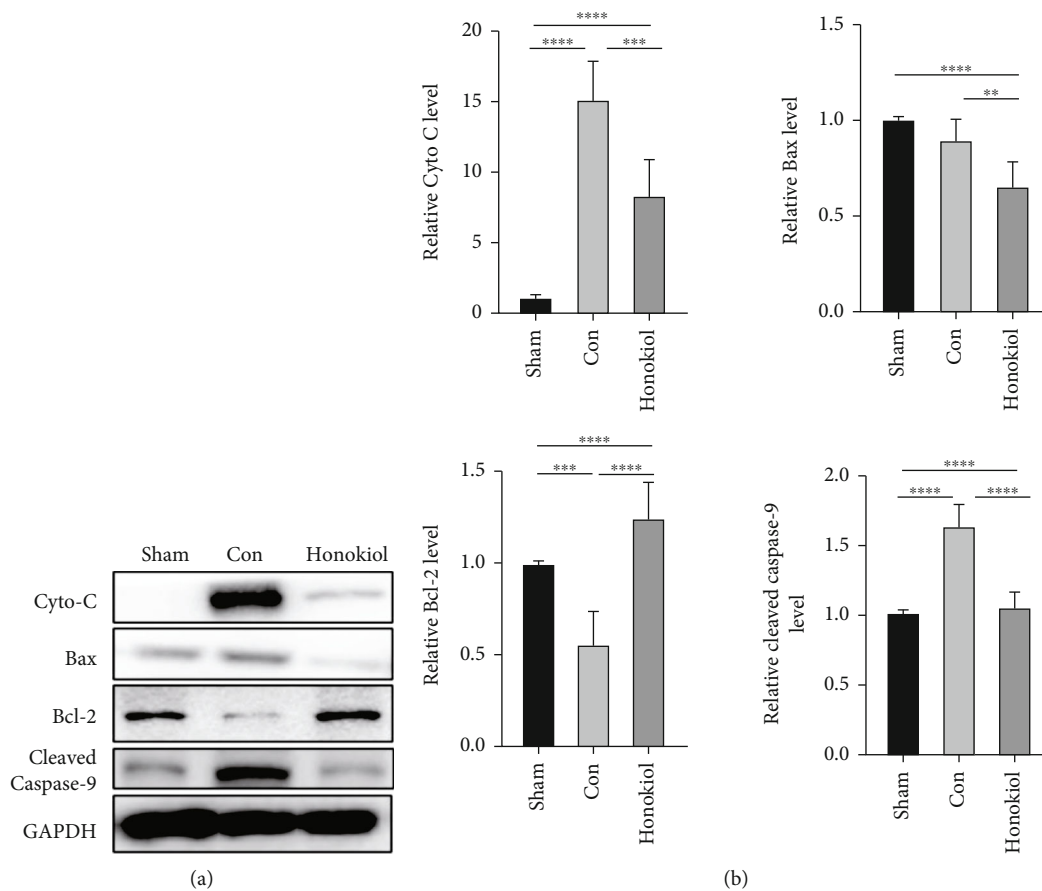 Sham Con Honokiol
Cyto-C
Bax
Bcl-2
Cleaved
Caspase-9
GAPDH
(a)
Relative Cyto C level
20
15
10
5
0
****
**** ***
Sham
Con
Honokiol
Relative Bax level
1.5
1.0
0.5
0.0
****
**
Sham
Con
Honokiol
Relative Bcl-2 level
1.5
1.0
0.5
0.0
****
*** ****
Sham
Con
Honokiol
Relative cleaved caspase-9
level
2.0
1.5
1.0
0.5
0.0
****
**** ****
Sham
Con
Honokiol
(b)